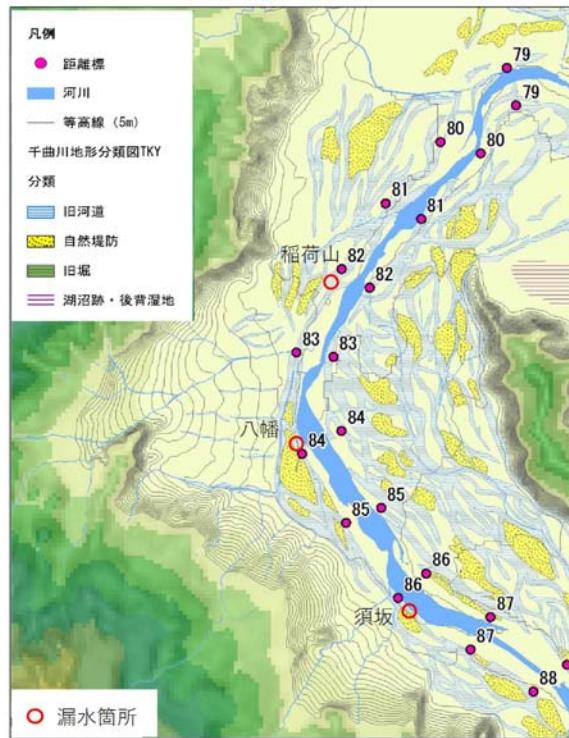 凡例
距離標
河川
等高線（5m）
千曲川地形分類図TKY
分類
旧河道
自然堤防
旧堀
湖沼跡・後背湿地
79
79
80
80
81
81
稲荷山
82
82
83
83
八幡
84
84
85
85
86
86
須坂
87
87
88
漏水箇所